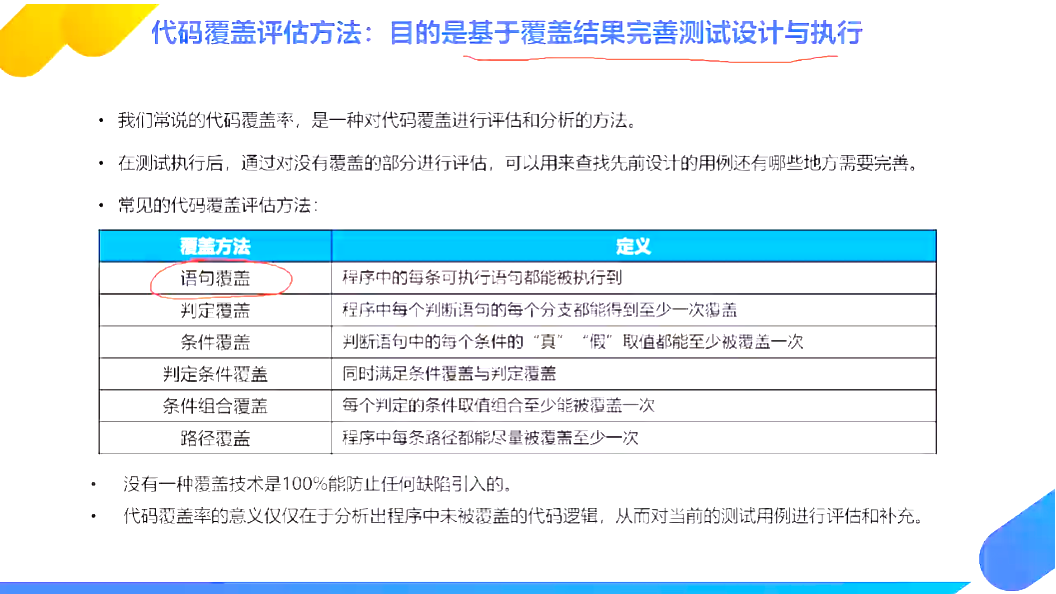 代码覆盖评估方法：目的是基于覆盖结果完善测试设计与执行
• 我们常说的代码覆盖率，是一种对代码覆盖进行评估和分析的方法。
• 在测试执行后，通过对没有覆盖的部分进行评估，可以用来查找先前设计的用例还有哪些地方需要完善。
• 常见的代码覆盖评估方法：
覆盖方法 定义
语句覆盖 程序中的每条可执行语句都能被执行到
判定覆盖 程序中每个判断语句的每个分支都能得到至少一次覆盖
条件覆盖 判断语句中的每个条件的“真”“假”取值都能至少被覆盖一次
判定条件覆盖 同时满足条件覆盖与判定覆盖
条件组合覆盖 每个判定的条件取值组合至少能被覆盖一次
路径覆盖 程序中每条路径都能尽量被覆盖至少一次
• 没有一种覆盖技术是100%能防止任何缺陷引入的。
• 代码覆盖率的意义仅仅在于分析出程序中未被覆盖的代码逻辑，从而对当前的测试用例进行评估和补充。